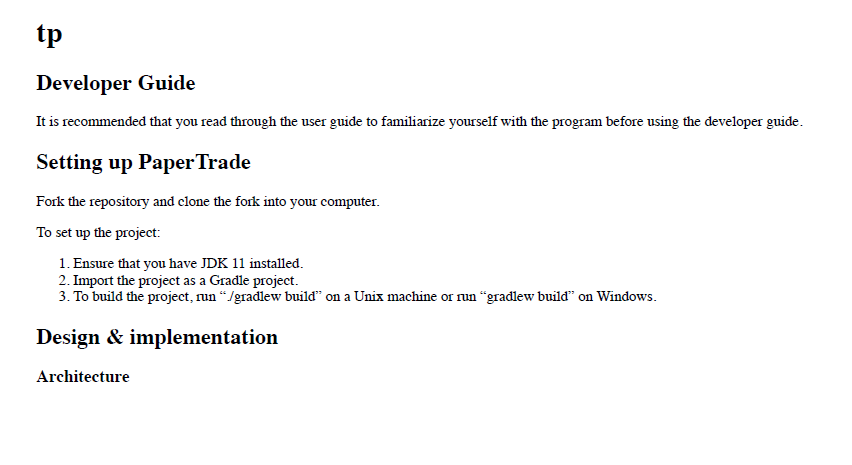 tp
Developer Guide
It is recommended that you read through the user guide to familiarize yourself with the program before using the developer guide.
Setting up PaperTrade
Fork the repository and clone the fork into your computer.
To set up the project:
1. Ensure that you have JDK 11 installed.
2. Import the project as a Gradle project.
3. To build the project, run “./gradlew build” on a Unix machine or run “gradlew build” on Windows.
Design & implementation
Architecture